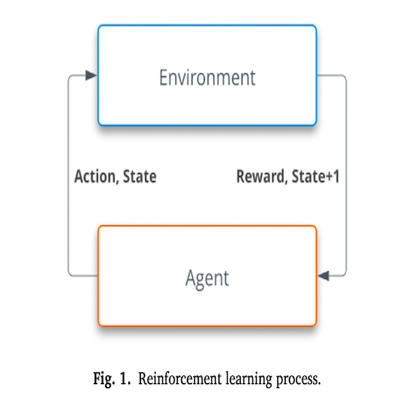 Environment
Action, State
Reward, State+1
Agent
Fig. 1. Reinforcement learning process.